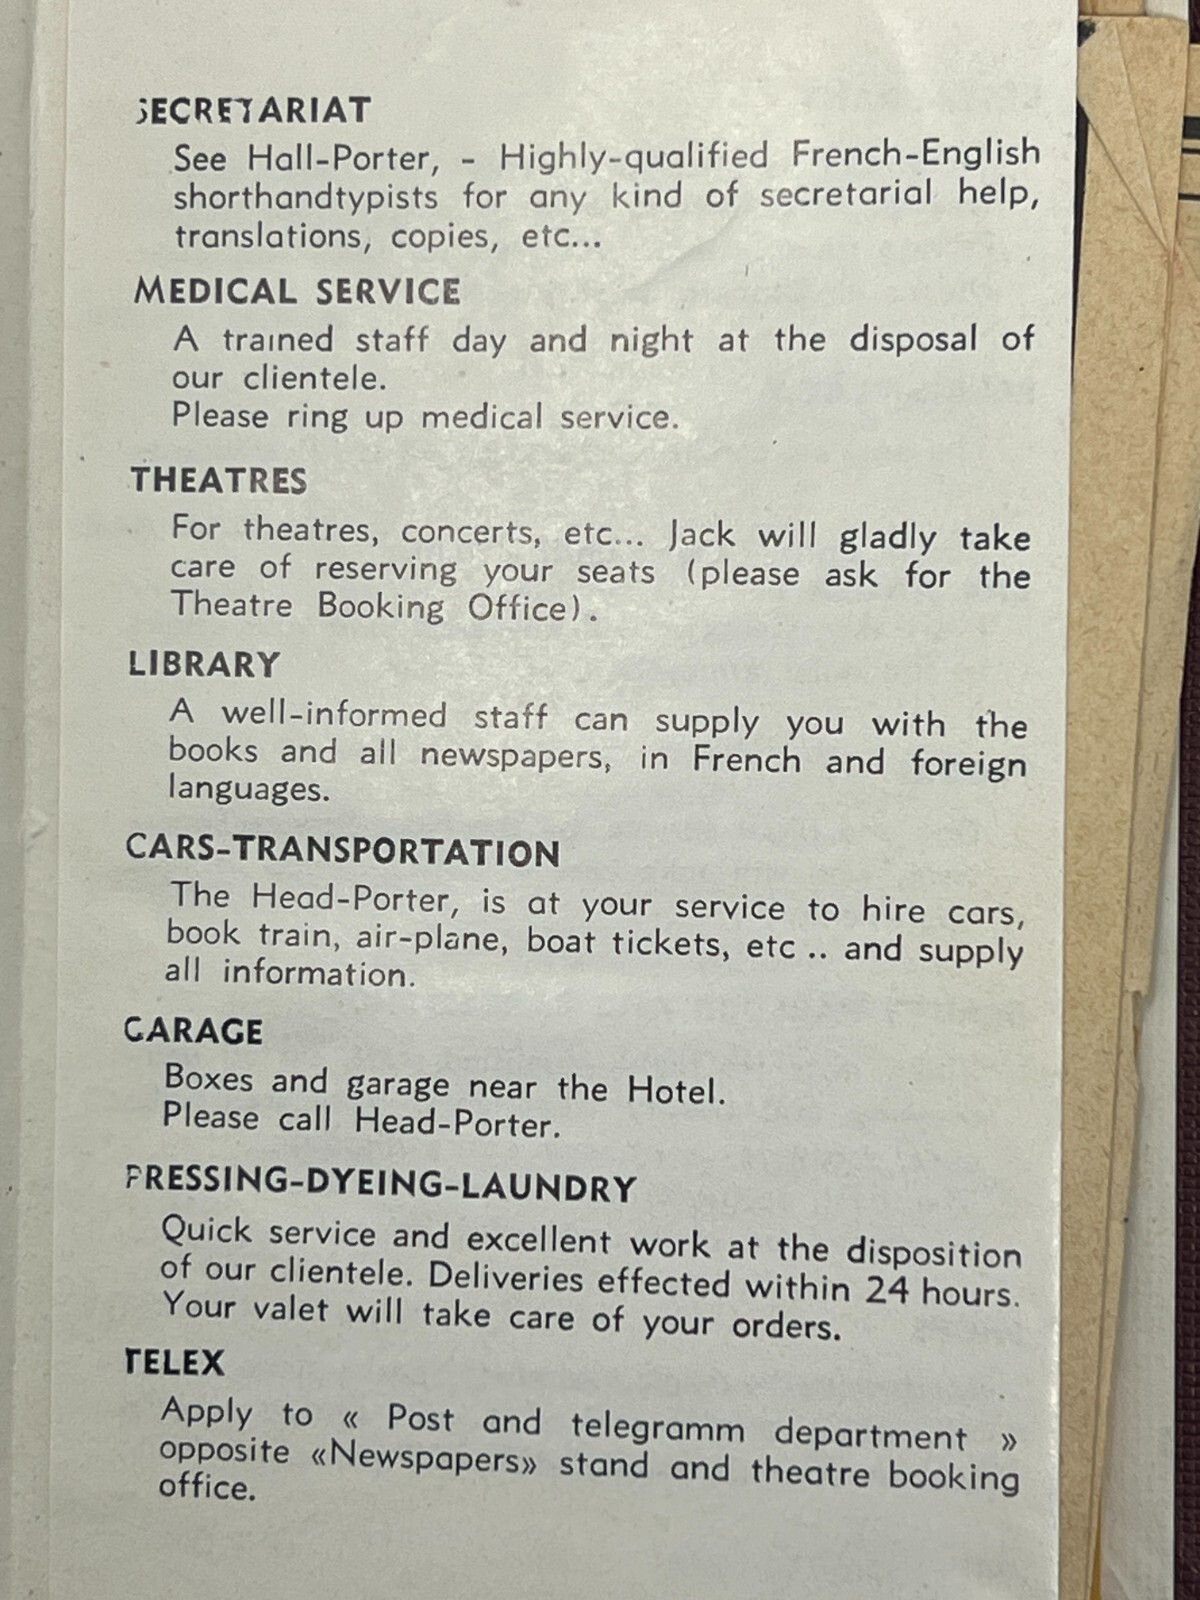 SECRETARIAT
See Hall-Porter, - Highly-qualified French-English
shorthandtypists for any kind of secretarial help,
translations, copies, etc...
MEDICAL SERVICE
A trained staff day and night at the disposal of
our clientele.
Please ring up medical service.
THEATRES
For theatres, concerts, etc... Jack will gladly take
care of reserving your seats (please ask for the
Theatre Booking Office).
LIBRARY
A well-informed staff can supply you with the
books and all newspapers, in French and foreign
languages.
CARS-TRANSPORTATION
The Head-Porter, is at your service to hire cars,
book train, air-plane, boat tickets, etc .. and supply
all information.
GARAGE
Boxes and garage near the Hotel.
Please call Head-Porter.
PRESSING-DYEING-LAUNDRY
Quick service and excellent work at the disposition
of our clientele. Deliveries effected within 24 hours.
Your valet will take care of your orders.
TELEX
Apply to « Post and telegramm department »
opposite «Newspapers» stand and theatre booking
office.